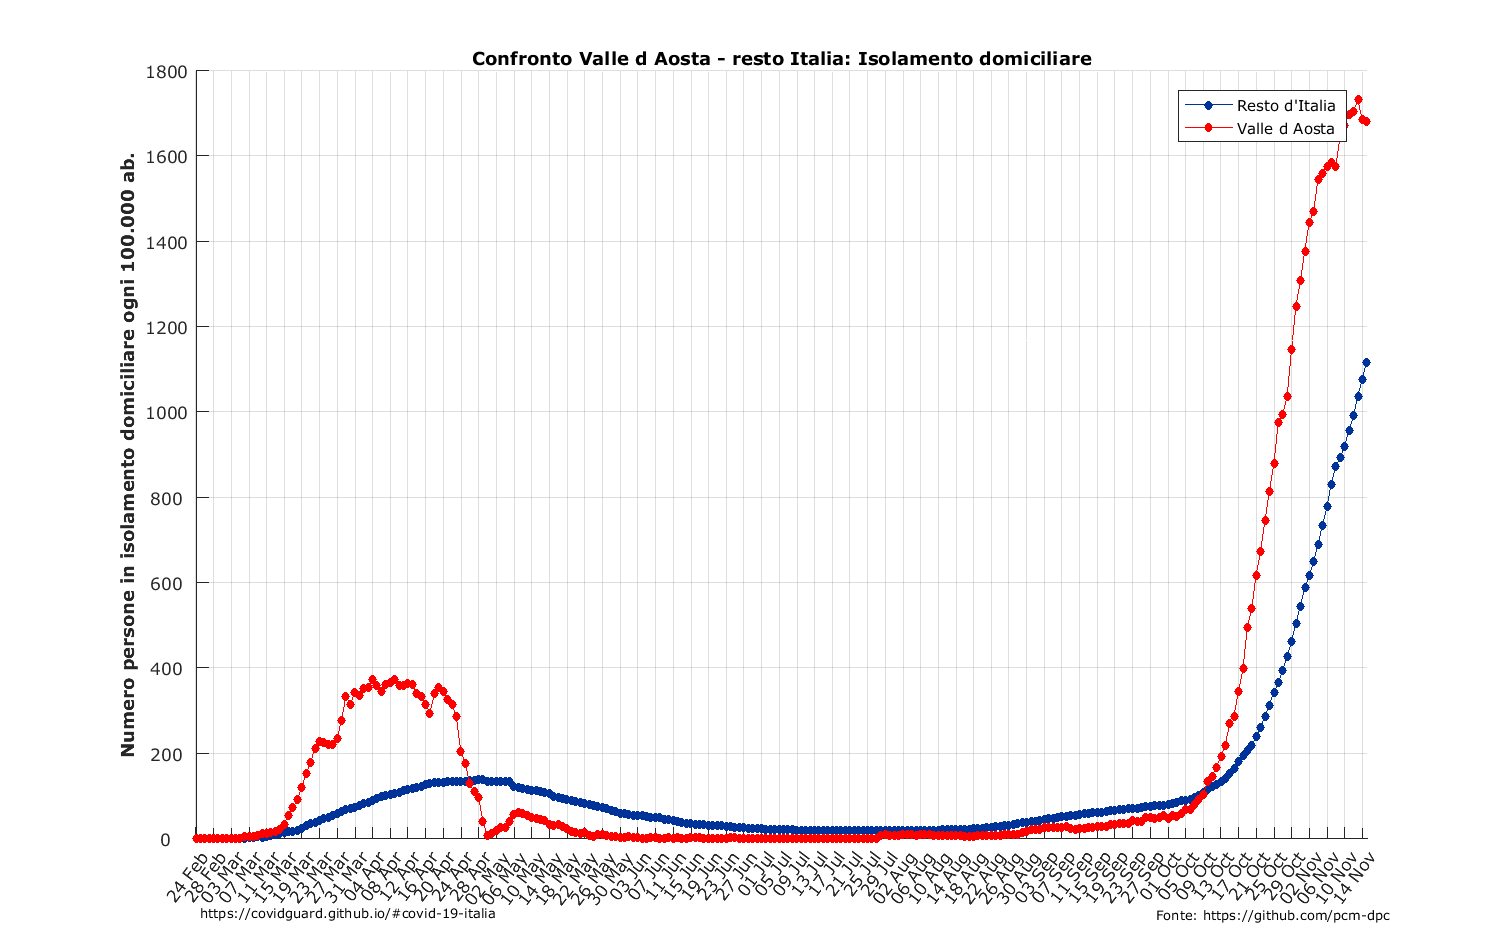 Confronto Valle d Aosta - resto Italia: Isolamento domiciliare
Numero persone in isolamento domiciliare ogni 100.000 ab.
1800
1600
1400
1200
1000
800
600
400
200
0
Resto d'Italia
Valle d Aosta
24 Feb
28 Feb
03 Mar
07 Mar
11 Mar
15 Mar
19 Mar
23 Mar
27 Mar
31 Mar
04 Apr
08 Apr
12 Apr
16 Apr
20 Apr
24 Apr
28 Apr
02 May
06 May
10 May
14 May
18 May
22 May
26 May
30 May
03 Jun
07 Jun
11 Jun
15 Jun
19 Jun
23 Jun
27 Jun
01 Jul
05 Jul
09 Jul
13 Jul
17 Jul
21 Jul
25 Jul
29 Jul
02 Aug
06 Aug
10 Aug
14 Aug
18 Aug
22 Aug
26 Aug
30 Aug
03 Sep
07 Sep
11 Sep
15 Sep
19 Sep
23 Sep
27 Sep
01 Oct
05 Oct
09 Oct
13 Oct
17 Oct
21 Oct
25 Oct
29 Oct
02 Nov
06 Nov
10 Nov
14 Nov
https://covidguard.github.io/#covid-19-italia
Fonte: https://github.com/pcm-dpc